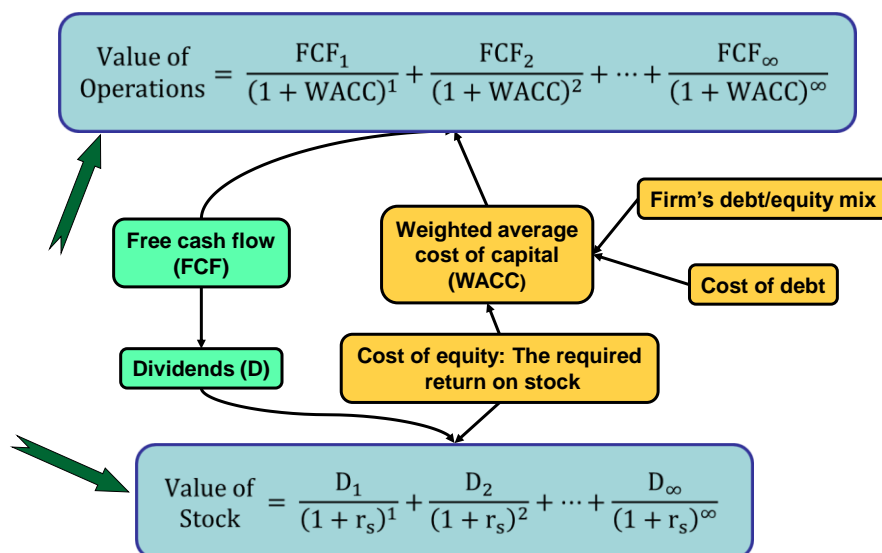 Value of Operations = FCF₁/(1 + WACC)¹ + FCF₂/(1 + WACC)² + ⋯ + FCF∞/(1 + WACC)^∞
Free cash flow
(FCF)
Weighted average
cost of capital
(WACC)
Firm's debt/equity mix
Cost of debt
Dividends (D)
Cost of equity: The required
return on stock
Value of Stock = D₁/(1 + rₛ)¹ + D₂/(1 + rₛ)² + ⋯ + D∞/(1 + rₛ)^∞